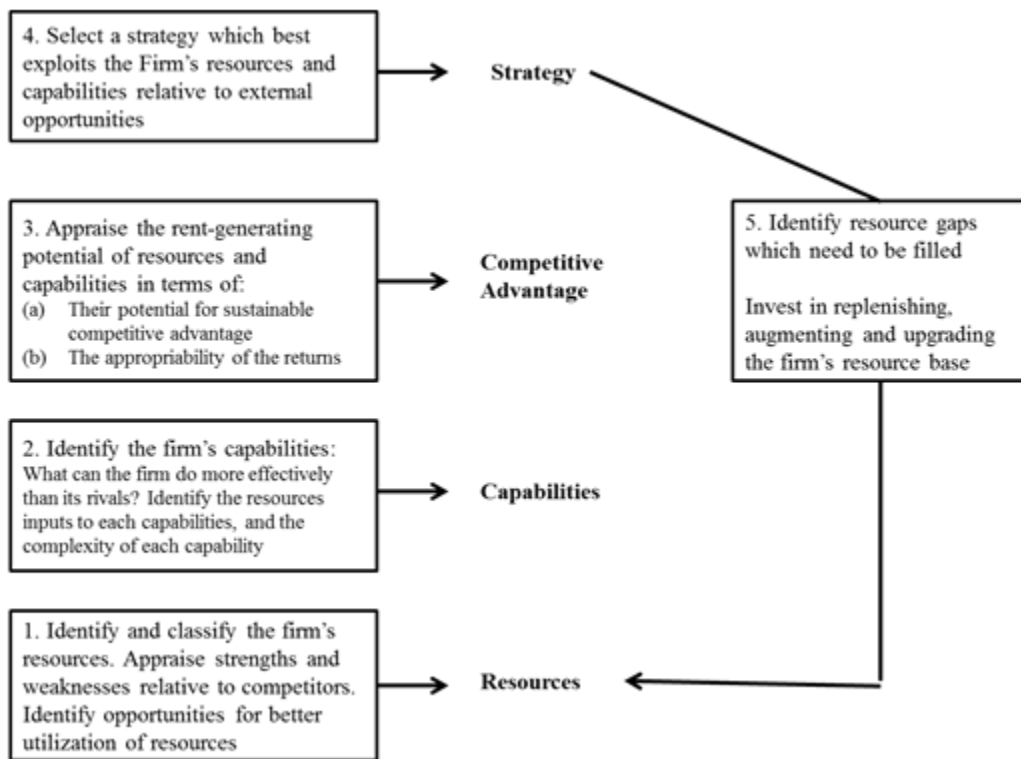 4. Select a strategy which best
exploits the Firm's resources and
capabilities relative to external
opportunities
Strategy
3. Appraise the rent-generating
potential of resources and
capabilities in terms of:
(a) Their potential for sustainable
competitive advantage
(b) The appropriability of the returns
Competitive
Advantage
5. Identify resource gaps
which need to be filled
Invest in replenishing,
augmenting and upgrading
the firm's resource base
2. Identify the firm's capabilities:
What can the firm do more effectively
than its rivals? Identify the resources
inputs to each capabilities, and the
complexity of each capability
Capabilities
1. Identify and classify the firm's
resources. Appraise strengths and
weaknesses relative to competitors.
Identify opportunities for better
utilization of resources
Resources